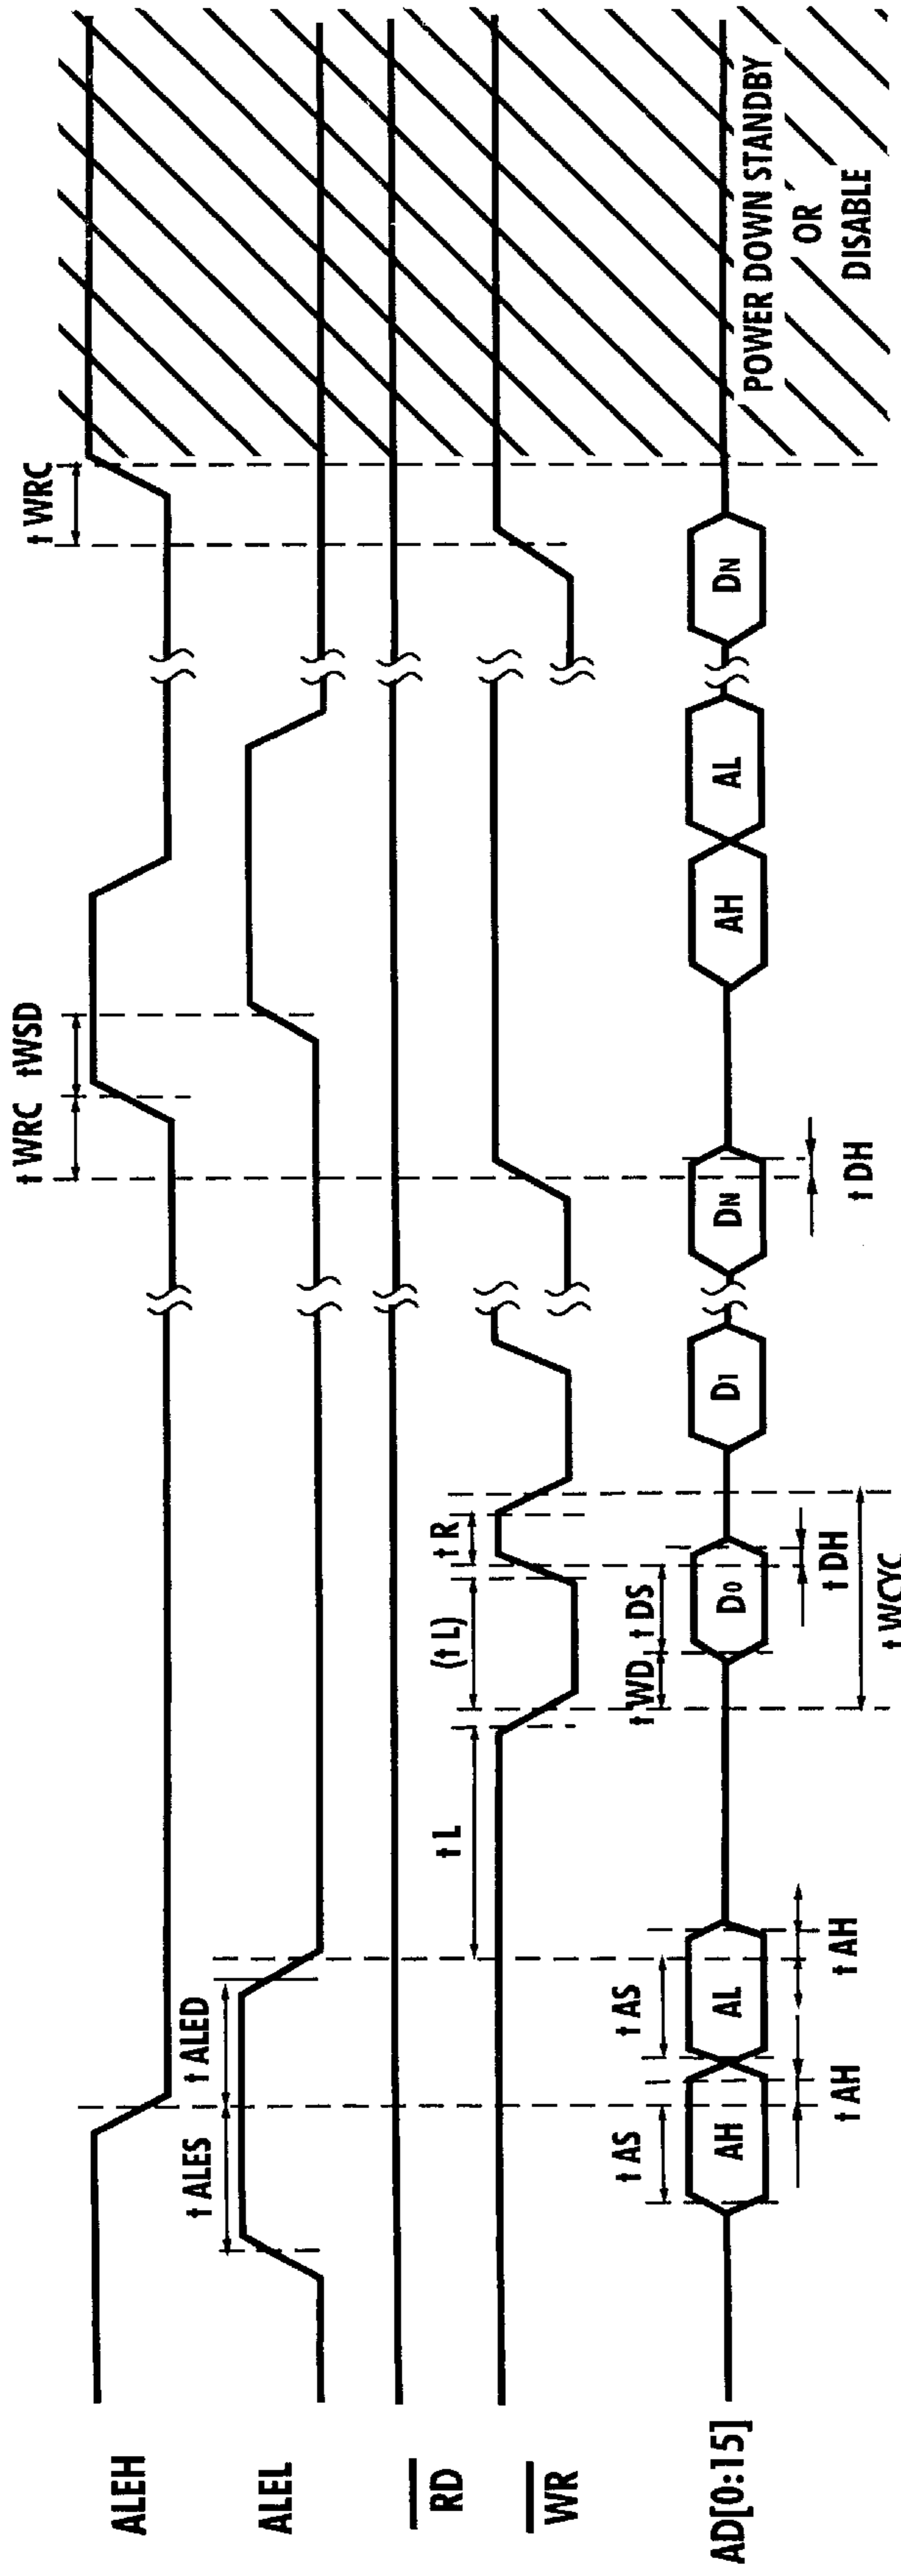 ALEH
t WRC
t WSD
t WRC
ALEL
t ALES
t ALED
RD
WR
t L
(t L)
t R
t AS
t AS
t WD
t DS
AD[0:15]
AH
AL
D0
D1
DN
AH
AL
DN
t AH
t AH
t DH
t DH
t WCYC
POWER DOWN STANDBY
OR
DISABLE